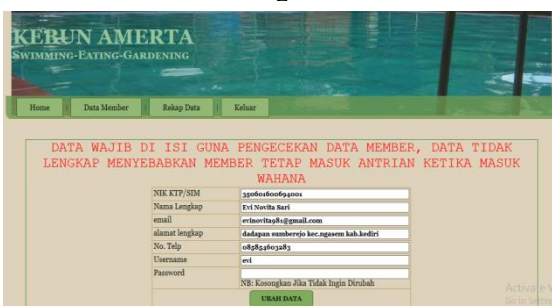 KEBUN AMERTA
SWIMMING-EATING-GARDENING
Home | Data Member | Rekap Data | Keluar
DATA WAJIB DI ISI GUNA PENGECEKAN DATA MEMBER, DATA TIDAK
LENGKAP MENYEBABKAN MEMBER TETAP MASUK ANTRIAN KETIKA MASUK
WAHANA
NIK KTP/SIM 350601600694001
Nama Lengkap Evi Novita Sari
email evinovita981@gmail.com
alamat lengkap dadapan sumberejo kec.ngasem kab.kediri
No. Telp 085854603283
Username evi
Password
NB: Kosongkan Jika Tidak Ingin Dirubah
UBAH DATA
Activate
Go to